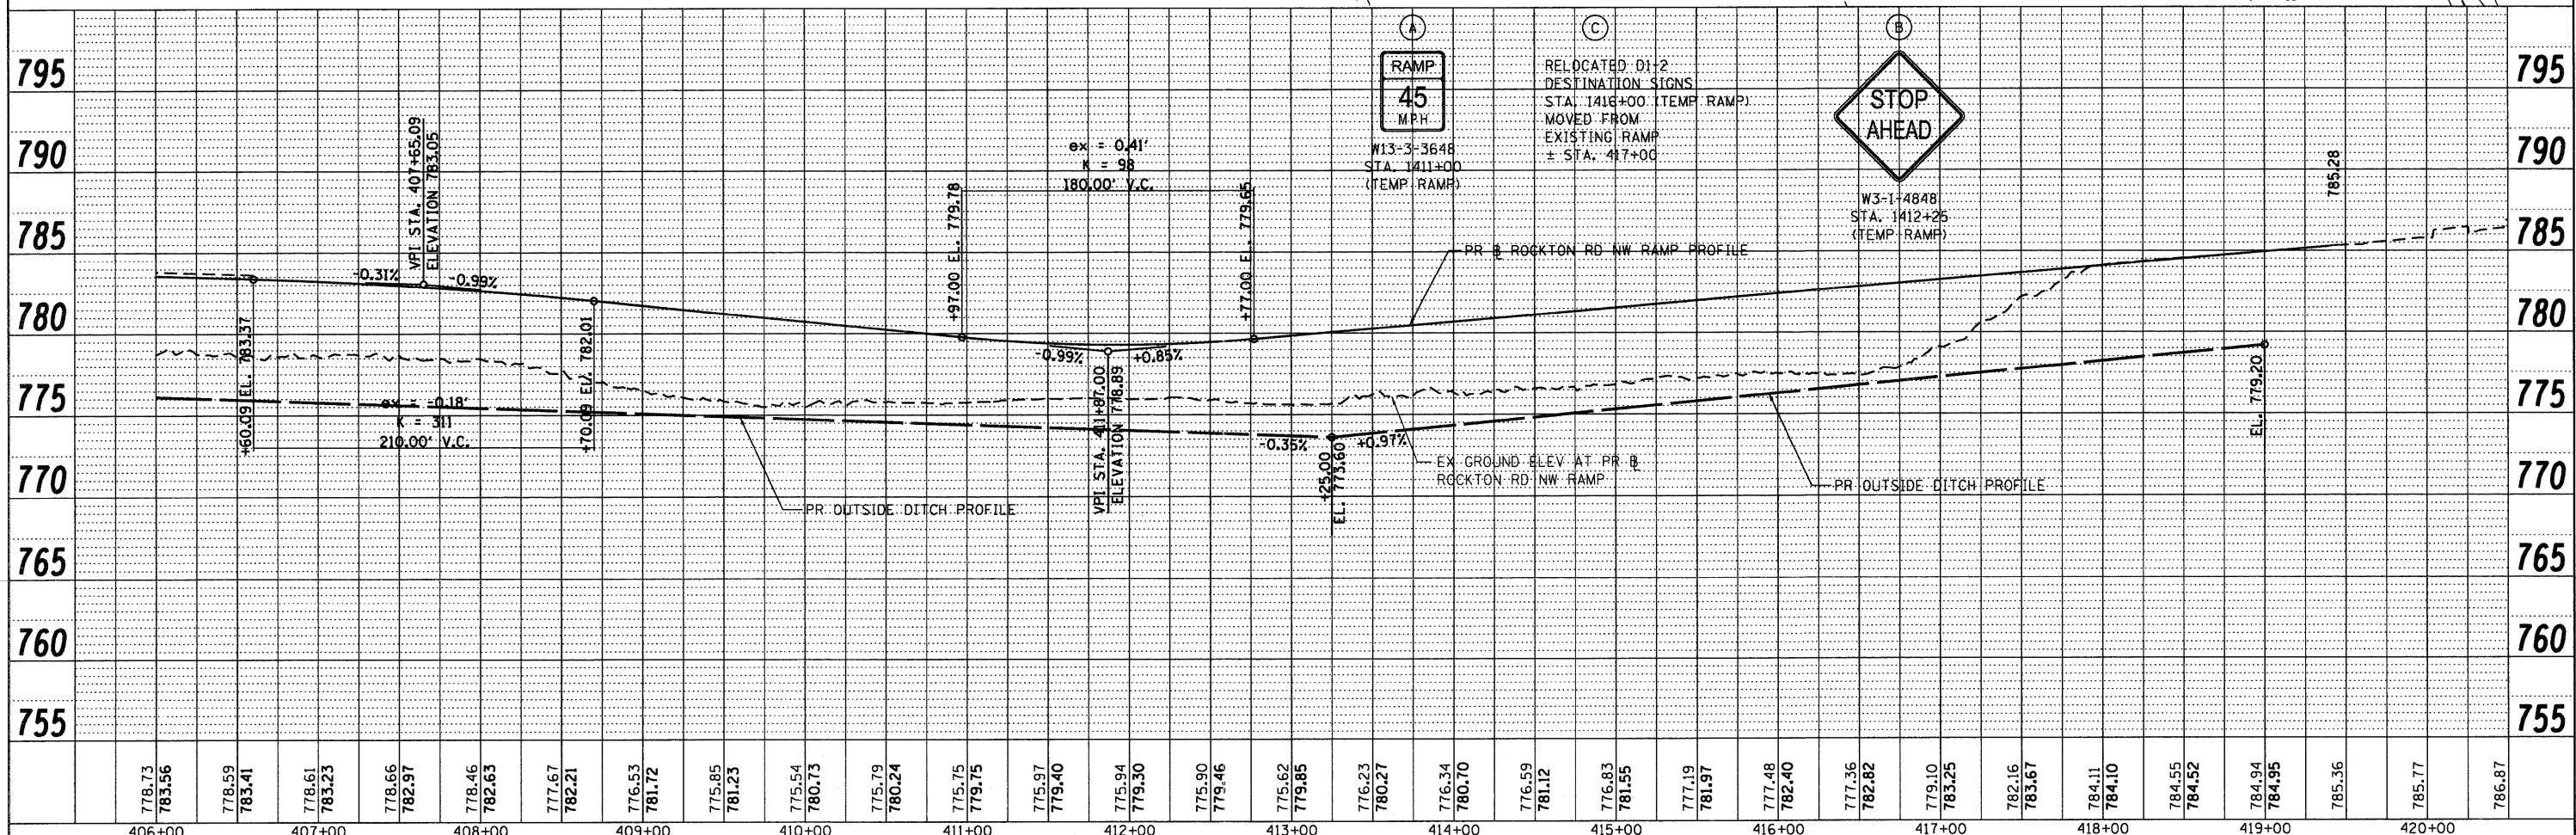 795
790
785
780
775
770
765
760
755
795
790
785
780
775
770
765
760
755
A
RAMP
45
MPH
W13-3-3648
STA. 1411+00
(TEMP RAMP)
C
RELOCATED D1-2
DESTINATION SIGNS
STA. 1416+00 (TEMP RAMP)
MOVED FROM
EXISTING RAMP
± STA. 417+00
B
STOP
AHEAD
W3-1-4848
STA. 1412+25
(TEMP RAMP)
785.28
VPI STA. 407+65.09
ELEVATION 783.05
-0.31%
-0.99%
+60.09 EL. 783.37
+70.09 EL. 782.01
ex = -0.18'
K = 311
210.00' V.C.
ex = 0.41'
K = 98
180.00' V.C.
+97.00 EL. 779.78
+77.00 EL. 779.65
-0.99%
+0.85%
VPI STA. 411+87.00
ELEVATION 778.89
PR B ROCKTON RD NW RAMP PROFILE
-0.35%
+0.97%
+25.00
EL. 773.60
EX GROUND ELEV AT PR B
ROCKTON RD NW RAMP
PR OUTSIDE DITCH PROFILE
PR OUTSIDE DITCH PROFILE
EL. 779.20
778.73
783.56
778.59
783.41
778.61
783.23
778.66
782.97
778.46
782.63
777.67
782.21
776.53
781.72
775.85
781.23
775.54
780.73
775.79
780.24
775.75
779.75
775.97
779.40
775.94
779.30
775.90
779.46
775.62
779.85
776.23
780.27
776.34
780.70
776.59
781.12
776.83
781.55
777.19
781.97
777.48
782.40
777.36
782.82
779.10
783.25
782.16
783.67
784.11
784.10
784.55
784.52
784.94
784.95
785.36
785.77
786.87
406+00
407+00
408+00
409+00
410+00
411+00
412+00
413+00
414+00
415+00
416+00
417+00
418+00
419+00
420+00